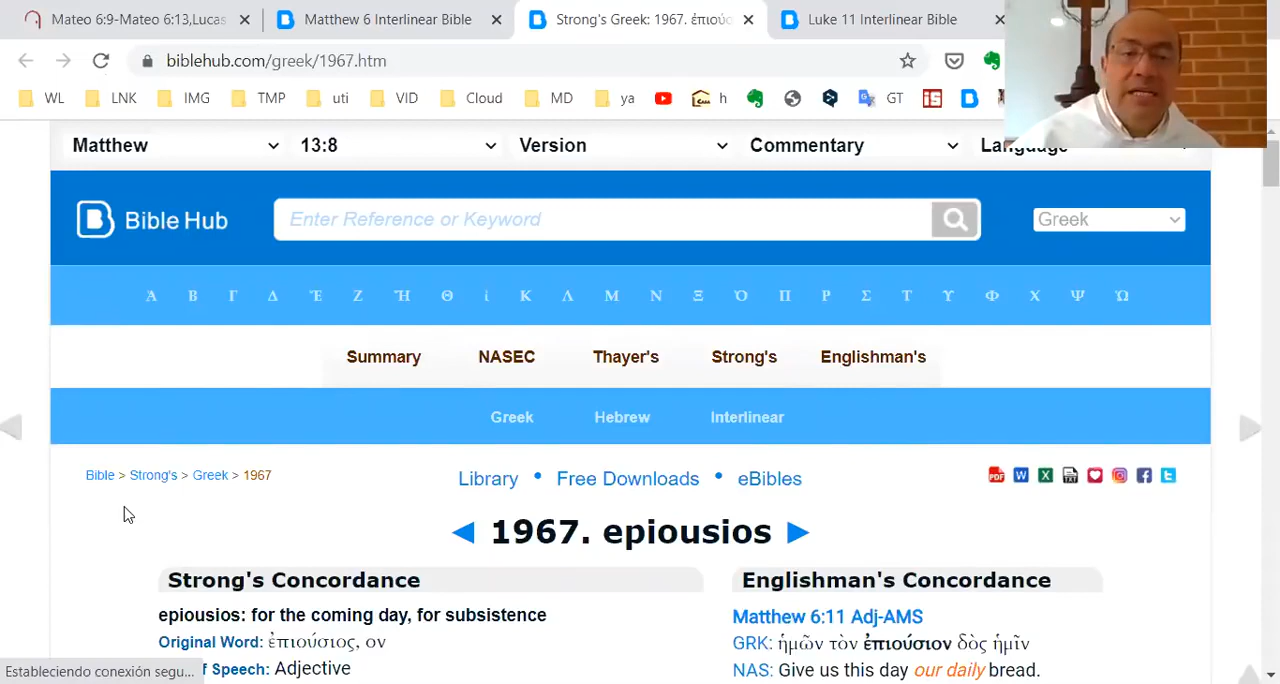 Mateo 6:9-Mateo 6:13,Lucas
Matthew 6 Interlinear Bible
Strong's Greek: 1967. ἐπιούσ
Luke 11 Interlinear Bible
biblehub.com/greek/1967.htm
WL LNK IMG TMP uti VID Cloud MD ya h GT
Matthew 13:8 Version Commentary Language
Bible Hub Enter Reference or Keyword Greek
Ἀ Β Γ Δ Ἐ Ζ Ἡ Θ ἰ Κ Λ Μ Ν Ξ Ὀ Π Ρ Σ Τ Υ Φ Χ Ψ Ὠ
Summary NASEC Thayer's Strong's Englishman's
Greek Hebrew Interlinear
Bible > Strong's > Greek > 1967
Library • Free Downloads • eBibles
PDF W X TXT
◄ 1967. epiousios ►
Strong's Concordance
epiousios: for the coming day, for subsistence
Original Word: ἐπιούσιος, ον
f Speech: Adjective
Englishman's Concordance
Matthew 6:11 Adj-AMS
GRK: ἡμῶν τὸν ἐπιούσιον δὸς ἡμῖν
NAS: Give us this day our daily bread.
Estableciendo conexión segu...